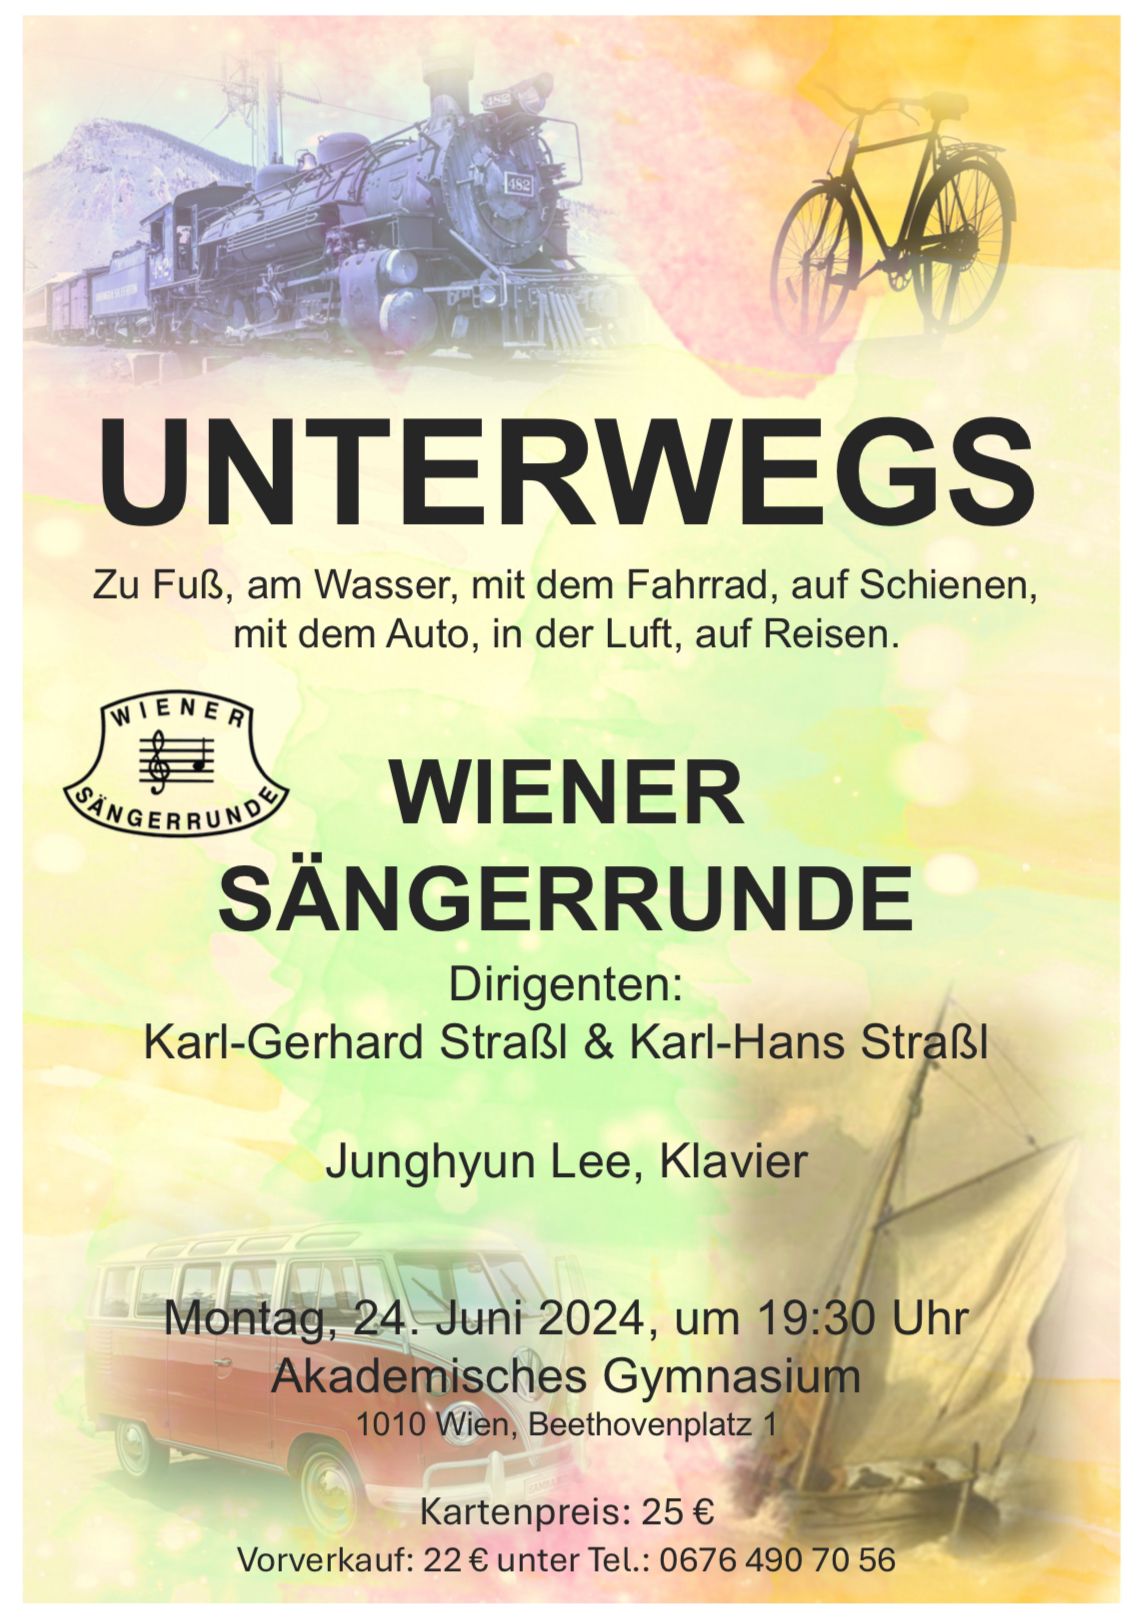 482
482
482
UNTERWEGS
Zu Fuß, am Wasser, mit dem Fahrrad, auf Schienen,
mit dem Auto, in der Luft, auf Reisen.
WIENER
SÄNGERRUNDE
WIENER
SÄNGERRUNDE
Dirigenten:
Karl-Gerhard Straßl & Karl-Hans Straßl
Junghyun Lee, Klavier
Montag, 24. Juni 2024, um 19:30 Uhr
Akademisches Gymnasium
1010 Wien, Beethovenplatz 1
Kartenpreis: 25 €
Vorverkauf: 22 € unter Tel.: 0676 490 70 56